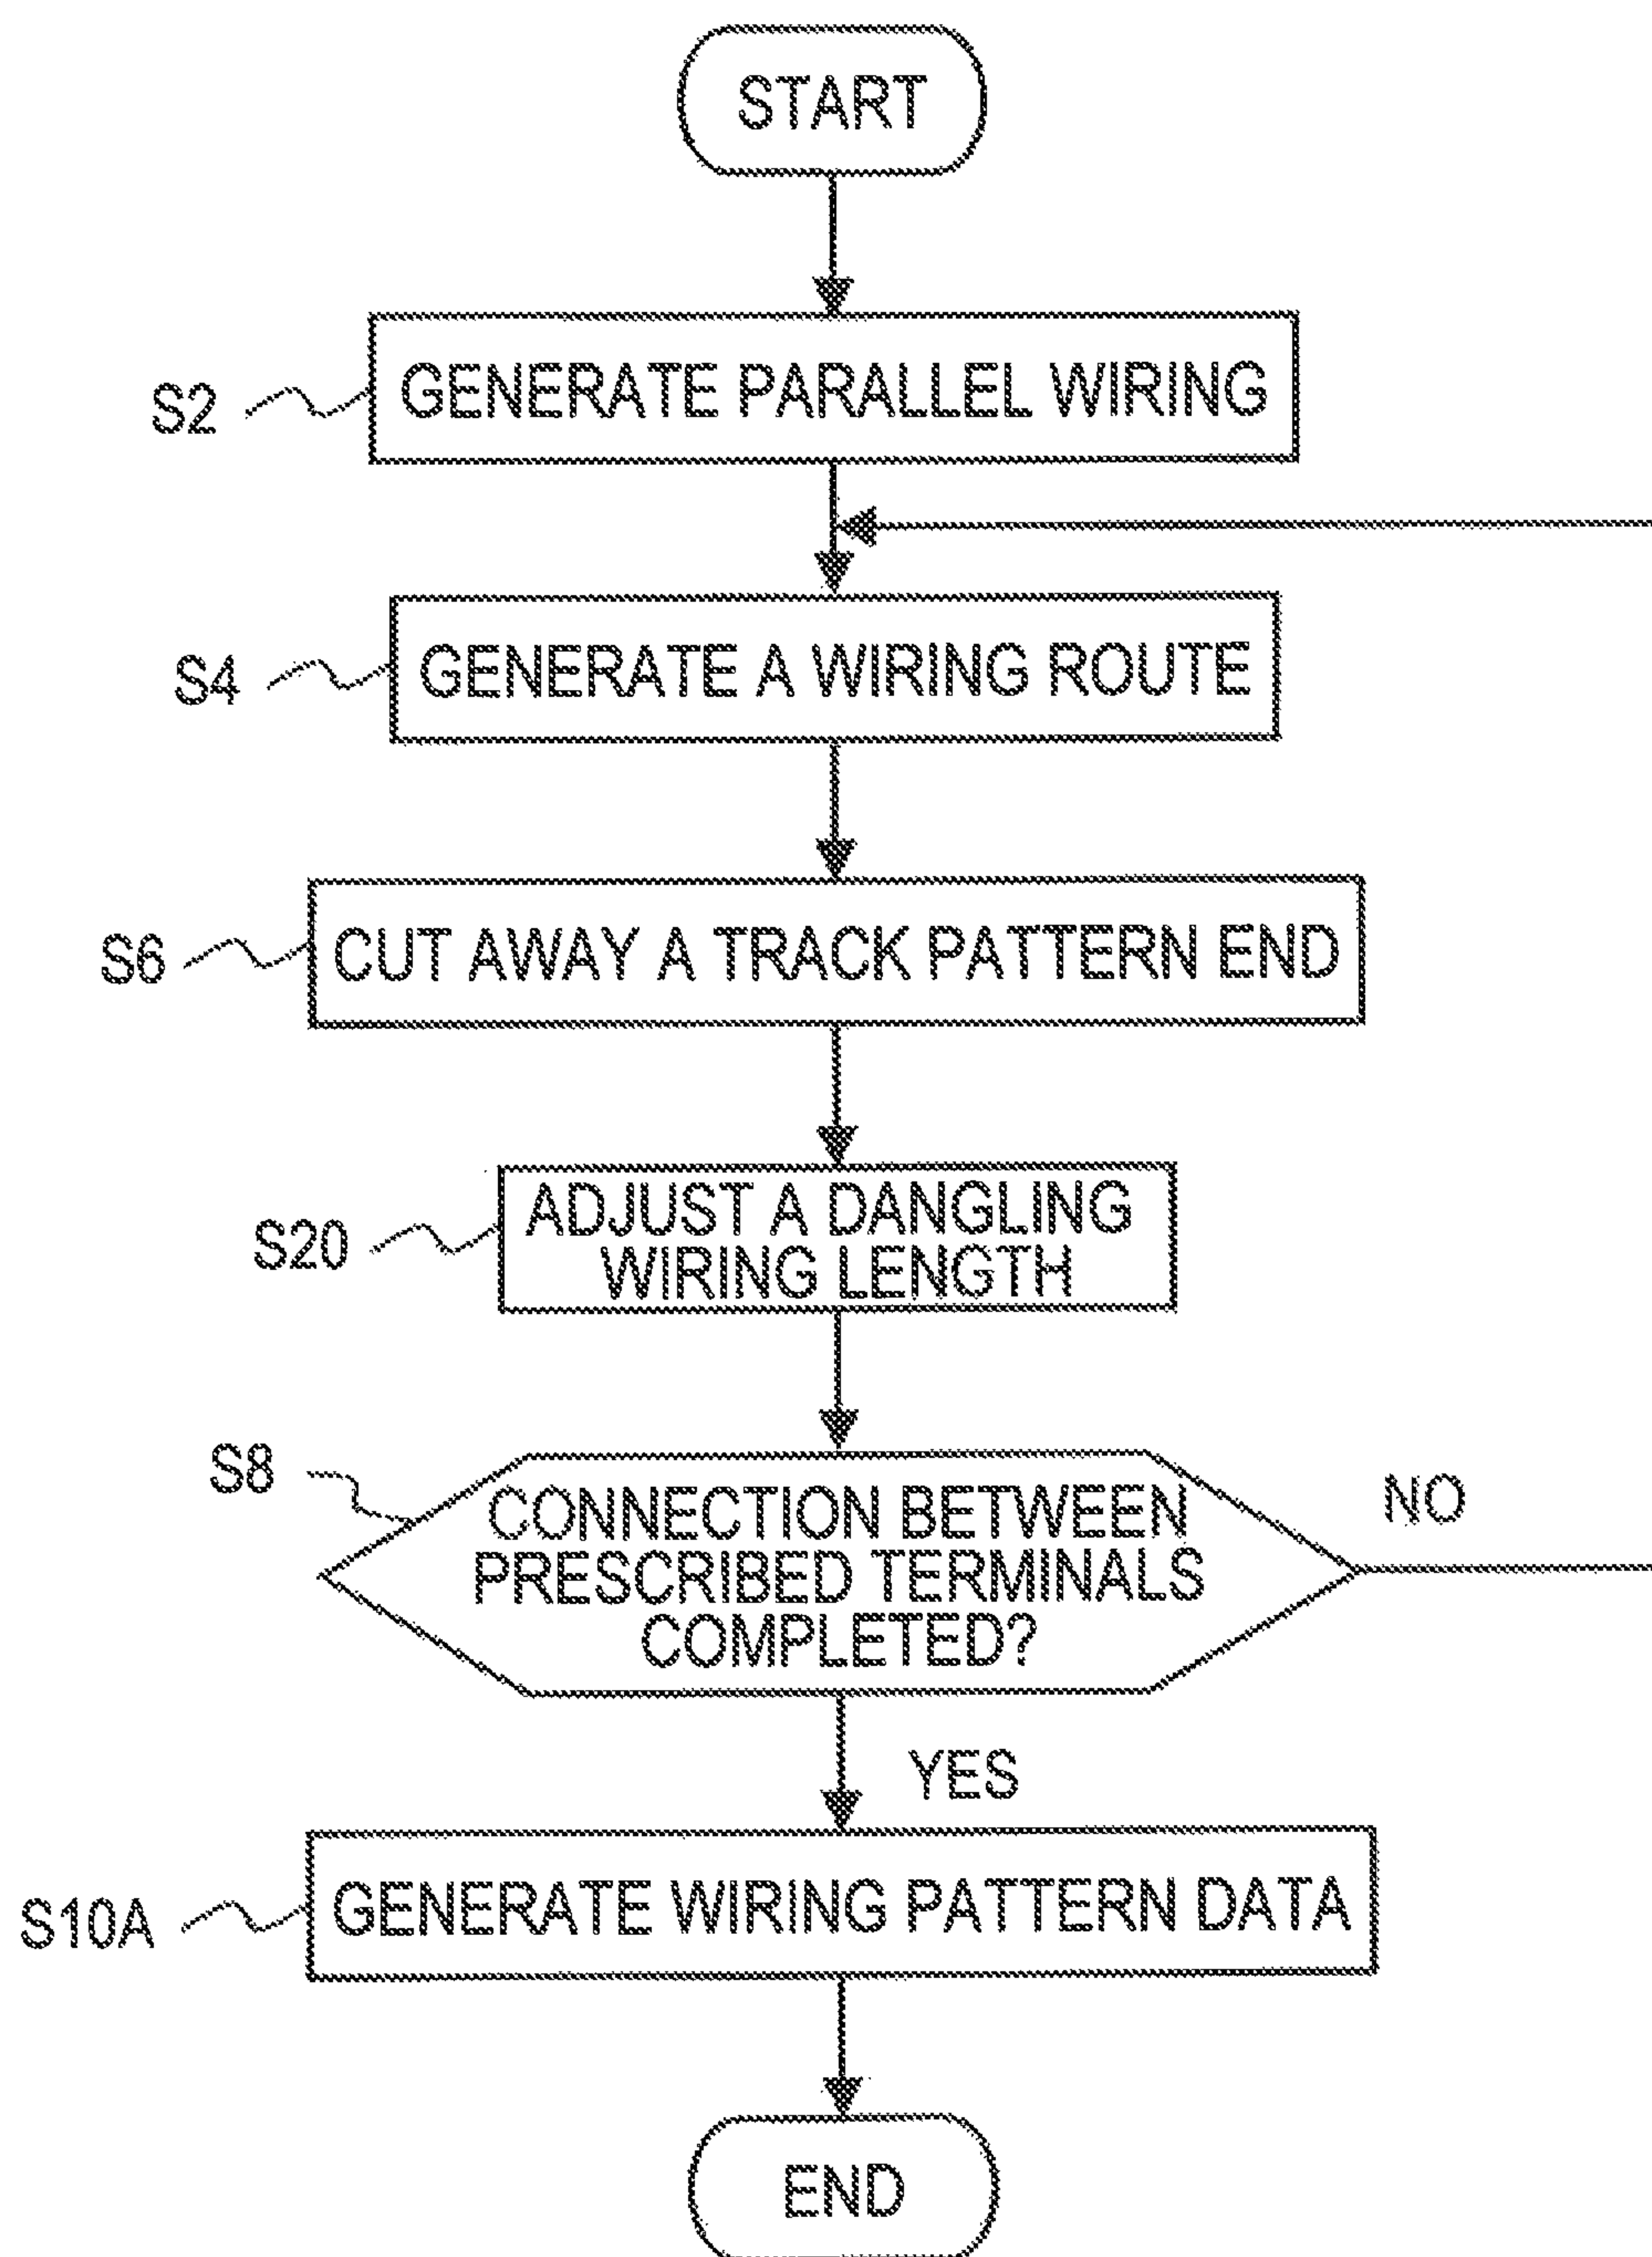 START
S2
GENERATE PARALLEL WIRING
S4
GENERATE A WIRING ROUTE
S6
CUT AWAY A TRACK PATTERN END
S20
ADJUST A DANGLING
WIRING LENGTH
S8
CONNECTION BETWEEN
PRESCRIBED TERMINALS
COMPLETED?
NO
YES
S10A
GENERATE WIRING PATTERN DATA
END